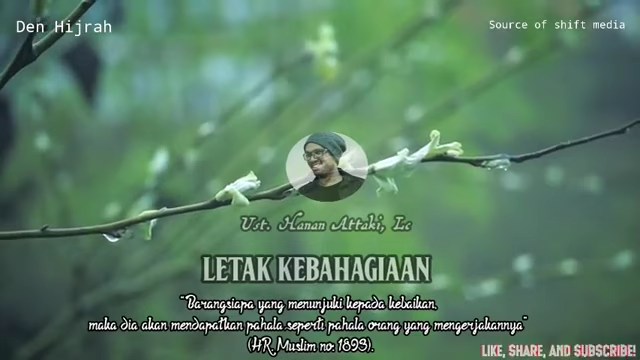 Den Hijrah
Source of shift media
Ust. Hanan Attaki, Lc
LETAK KEBAHAGIAAN
"Barangsiapa yang menunjuki kepada kebaikan,
maka dia akan mendapatkan pahala seperti pahala orang yang mengerjakannya"
(HR. Muslim no: 1893).
LIKE, SHARE, AND SUBSCRIBE!